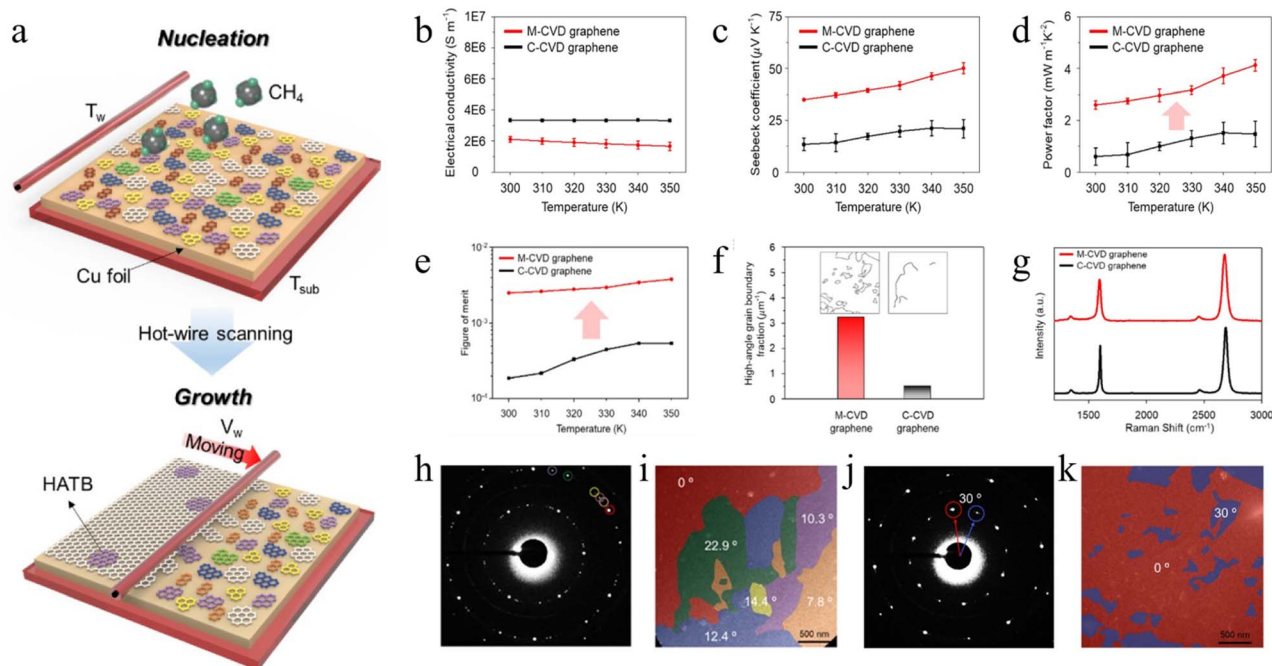 a
Nucleation
CH₄
T_w
Cu foil
T_sub
Hot-wire scanning
Growth
V_w
Moving
HATB
b
Electrical conductivity (S m⁻¹)
1E7
8E6
6E6
4E6
2E6
0
M-CVD graphene
C-CVD graphene
300 310 320 330 340 350
Temperature (K)
c
Seebeck coefficient (µV K⁻¹)
75
50
25
0
M-CVD graphene
C-CVD graphene
300 310 320 330 340 350
Temperature (K)
d
Power factor (mW m⁻¹K⁻²)
6
4
2
0
M-CVD graphene
C-CVD graphene
300 310 320 330 340 350
Temperature (K)
e
Figure of merit
10⁻²
10⁻³
10⁻⁴
M-CVD graphene
C-CVD graphene
300 310 320 330 340 350
Temperature (K)
f
High-angle grain boundary
fraction (µm⁻¹)
6
5
4
3
2
1
0
M-CVD
graphene
C-CVD
graphene
g
Intensity (a.u.)
M-CVD graphene
C-CVD graphene
1500 2000 2500 3000
Raman Shift (cm⁻¹)
h
i
0 º
10.3 º
22.9 º
14.4 º
7.8 º
12.4 º
500 nm
j
30 º
k
30 º
0 º
500 nm